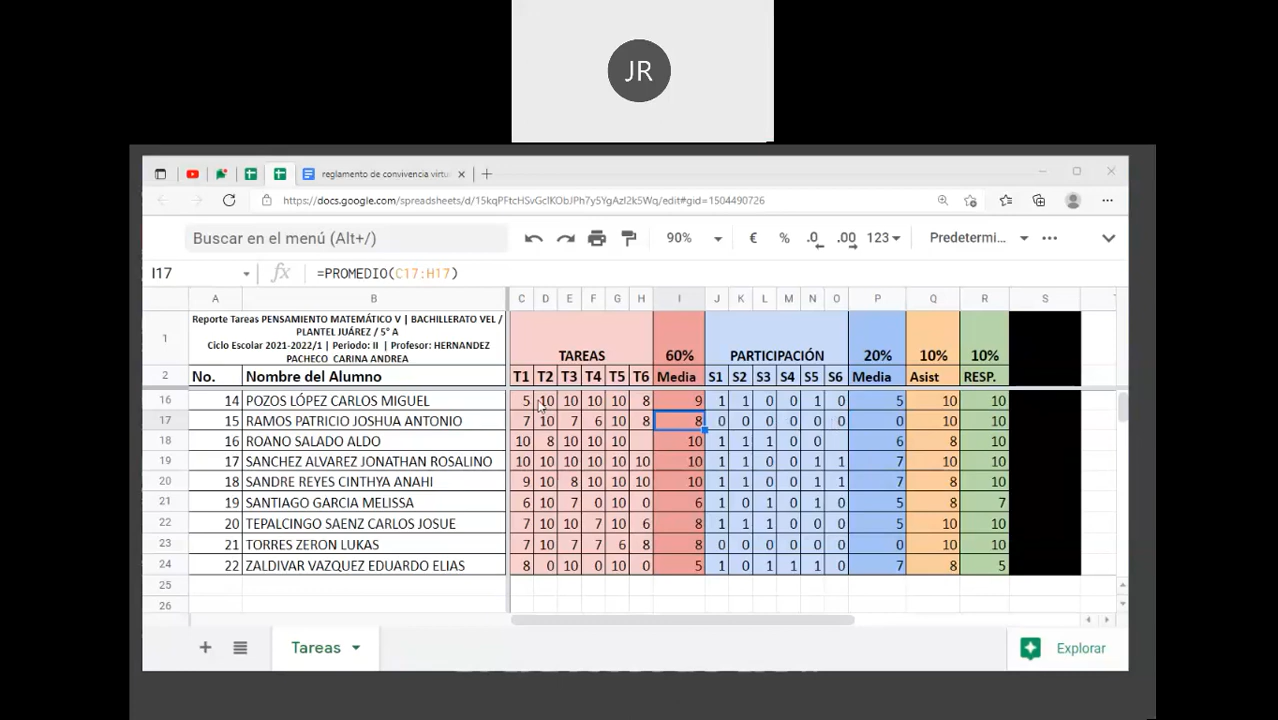 JR
reglamento de convivencia virtu
https://docs.google.com/spreadsheets/d/15kqPFtcHSvGclKObJPh7y5YgAzI2k5Wq/edit#gid=1504490726
Buscar en el menú (Alt+/) 90% € % .0 .00 123 Predetermi... ...
I17 fx =PROMEDIO(C17:H17)
A B C D E F G H I J K L M N O P Q R S
1 Reporte Tareas PENSAMIENTO MATEMÁTICO V | BACHILLERATO VEL /
PLANTEL JUÁREZ / 5° A
Ciclo Escolar 2021-2022/1 | Periodo: II | Profesor: HERNANDEZ
PACHECO CARINA ANDREA
TAREAS 60% PARTICIPACIÓN 20% 10% 10%
2 No. Nombre del Alumno T1 T2 T3 T4 T5 T6 Media S1 S2 S3 S4 S5 S6 Media Asist RESP.
16 14 POZOS LÓPEZ CARLOS MIGUEL 5 10 10 10 10 8 9 1 1 0 0 1 0 5 10 10
17 15 RAMOS PATRICIO JOSHUA ANTONIO 7 10 7 6 10 8 8 0 0 0 0 0 0 0 10 10
18 16 ROANO SALADO ALDO 10 8 10 10 10 10 1 1 1 0 0 0 6 8 10
19 17 SANCHEZ ALVAREZ JONATHAN ROSALINO 10 10 10 10 10 10 10 1 1 0 0 1 1 7 10 10
20 18 SANDRE REYES CINTHYA ANAHI 9 10 8 10 10 10 10 1 1 1 0 0 1 7 8 10
21 19 SANTIAGO GARCIA MELISSA 6 10 7 0 10 0 6 1 1 1 0 0 0 5 8 7
22 20 TEPALCINGO SAENZ CARLOS JOSUE 7 10 10 7 10 6 8 1 1 1 0 0 0 5 10 10
23 21 TORRES ZERON LUKAS 7 10 7 7 6 8 8 0 0 0 0 0 0 0 10 10
24 22 ZALDIVAR VAZQUEZ EDUARDO ELIAS 8 0 10 0 10 0 5 1 0 1 1 1 0 7 8 5
25
26
Tareas Explorar